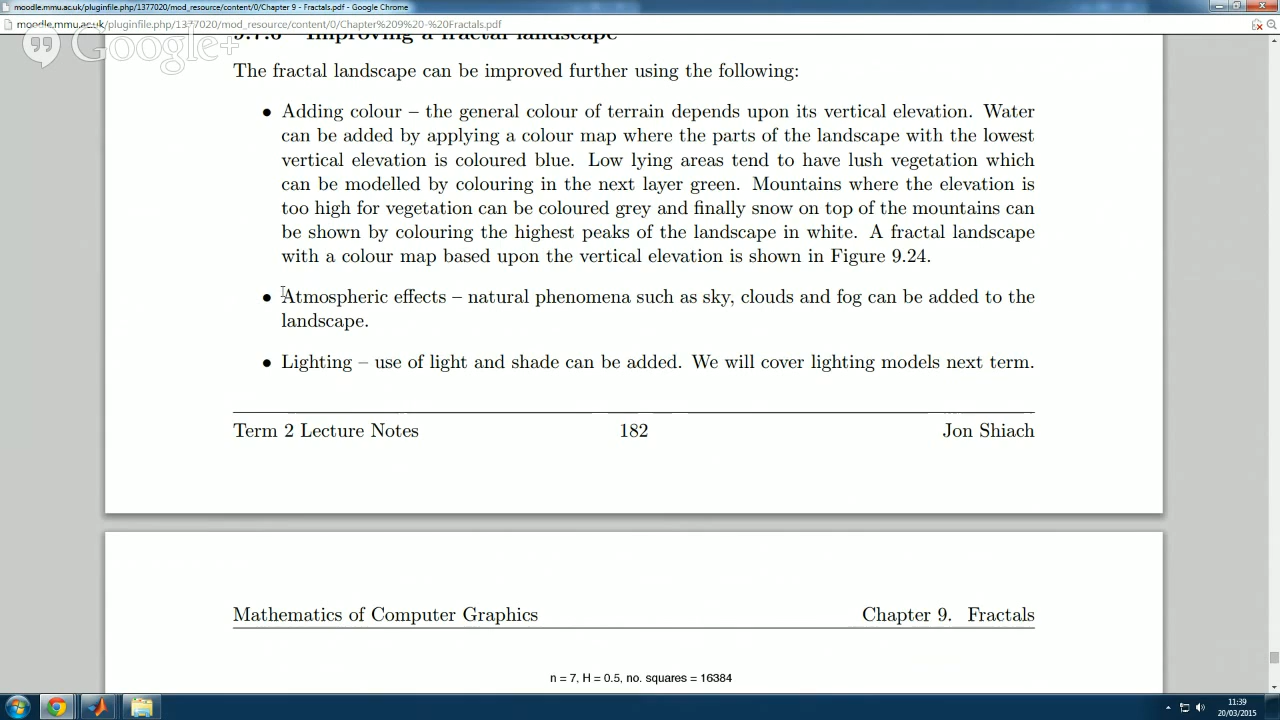 moodle.mmu.ac.uk/pluginfile.php/1377020/mod_resource/content/0/Chapter 9 - Fractals.pdf - Google Chrome
moodle.mmu.ac.uk/pluginfile.php/1377020/mod_resource/content/0/Chapter%209%20-%20Fractals.pdf
Google+
Improving a fractal landscape
The fractal landscape can be improved further using the following:
• Adding colour – the general colour of terrain depends upon its vertical elevation. Water
can be added by applying a colour map where the parts of the landscape with the lowest
vertical elevation is coloured blue. Low lying areas tend to have lush vegetation which
can be modelled by colouring in the next layer green. Mountains where the elevation is
too high for vegetation can be coloured grey and finally snow on top of the mountains can
be shown by colouring the highest peaks of the landscape in white. A fractal landscape
with a colour map based upon the vertical elevation is shown in Figure 9.24.
• Atmospheric effects – natural phenomena such as sky, clouds and fog can be added to the
landscape.
• Lighting – use of light and shade can be added. We will cover lighting models next term.
Term 2 Lecture Notes 182 Jon Shiach
Mathematics of Computer Graphics Chapter 9. Fractals
n = 7, H = 0.5, no. squares = 16384
11:39
20/03/2015